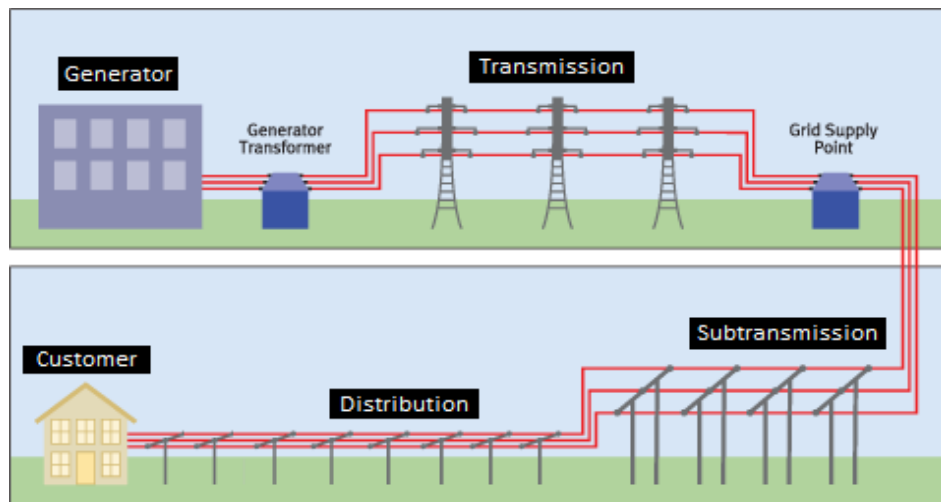 Generator
Transmission
Generator
Transformer
Grid Supply
Point
Subtransmission
Customer
Distribution